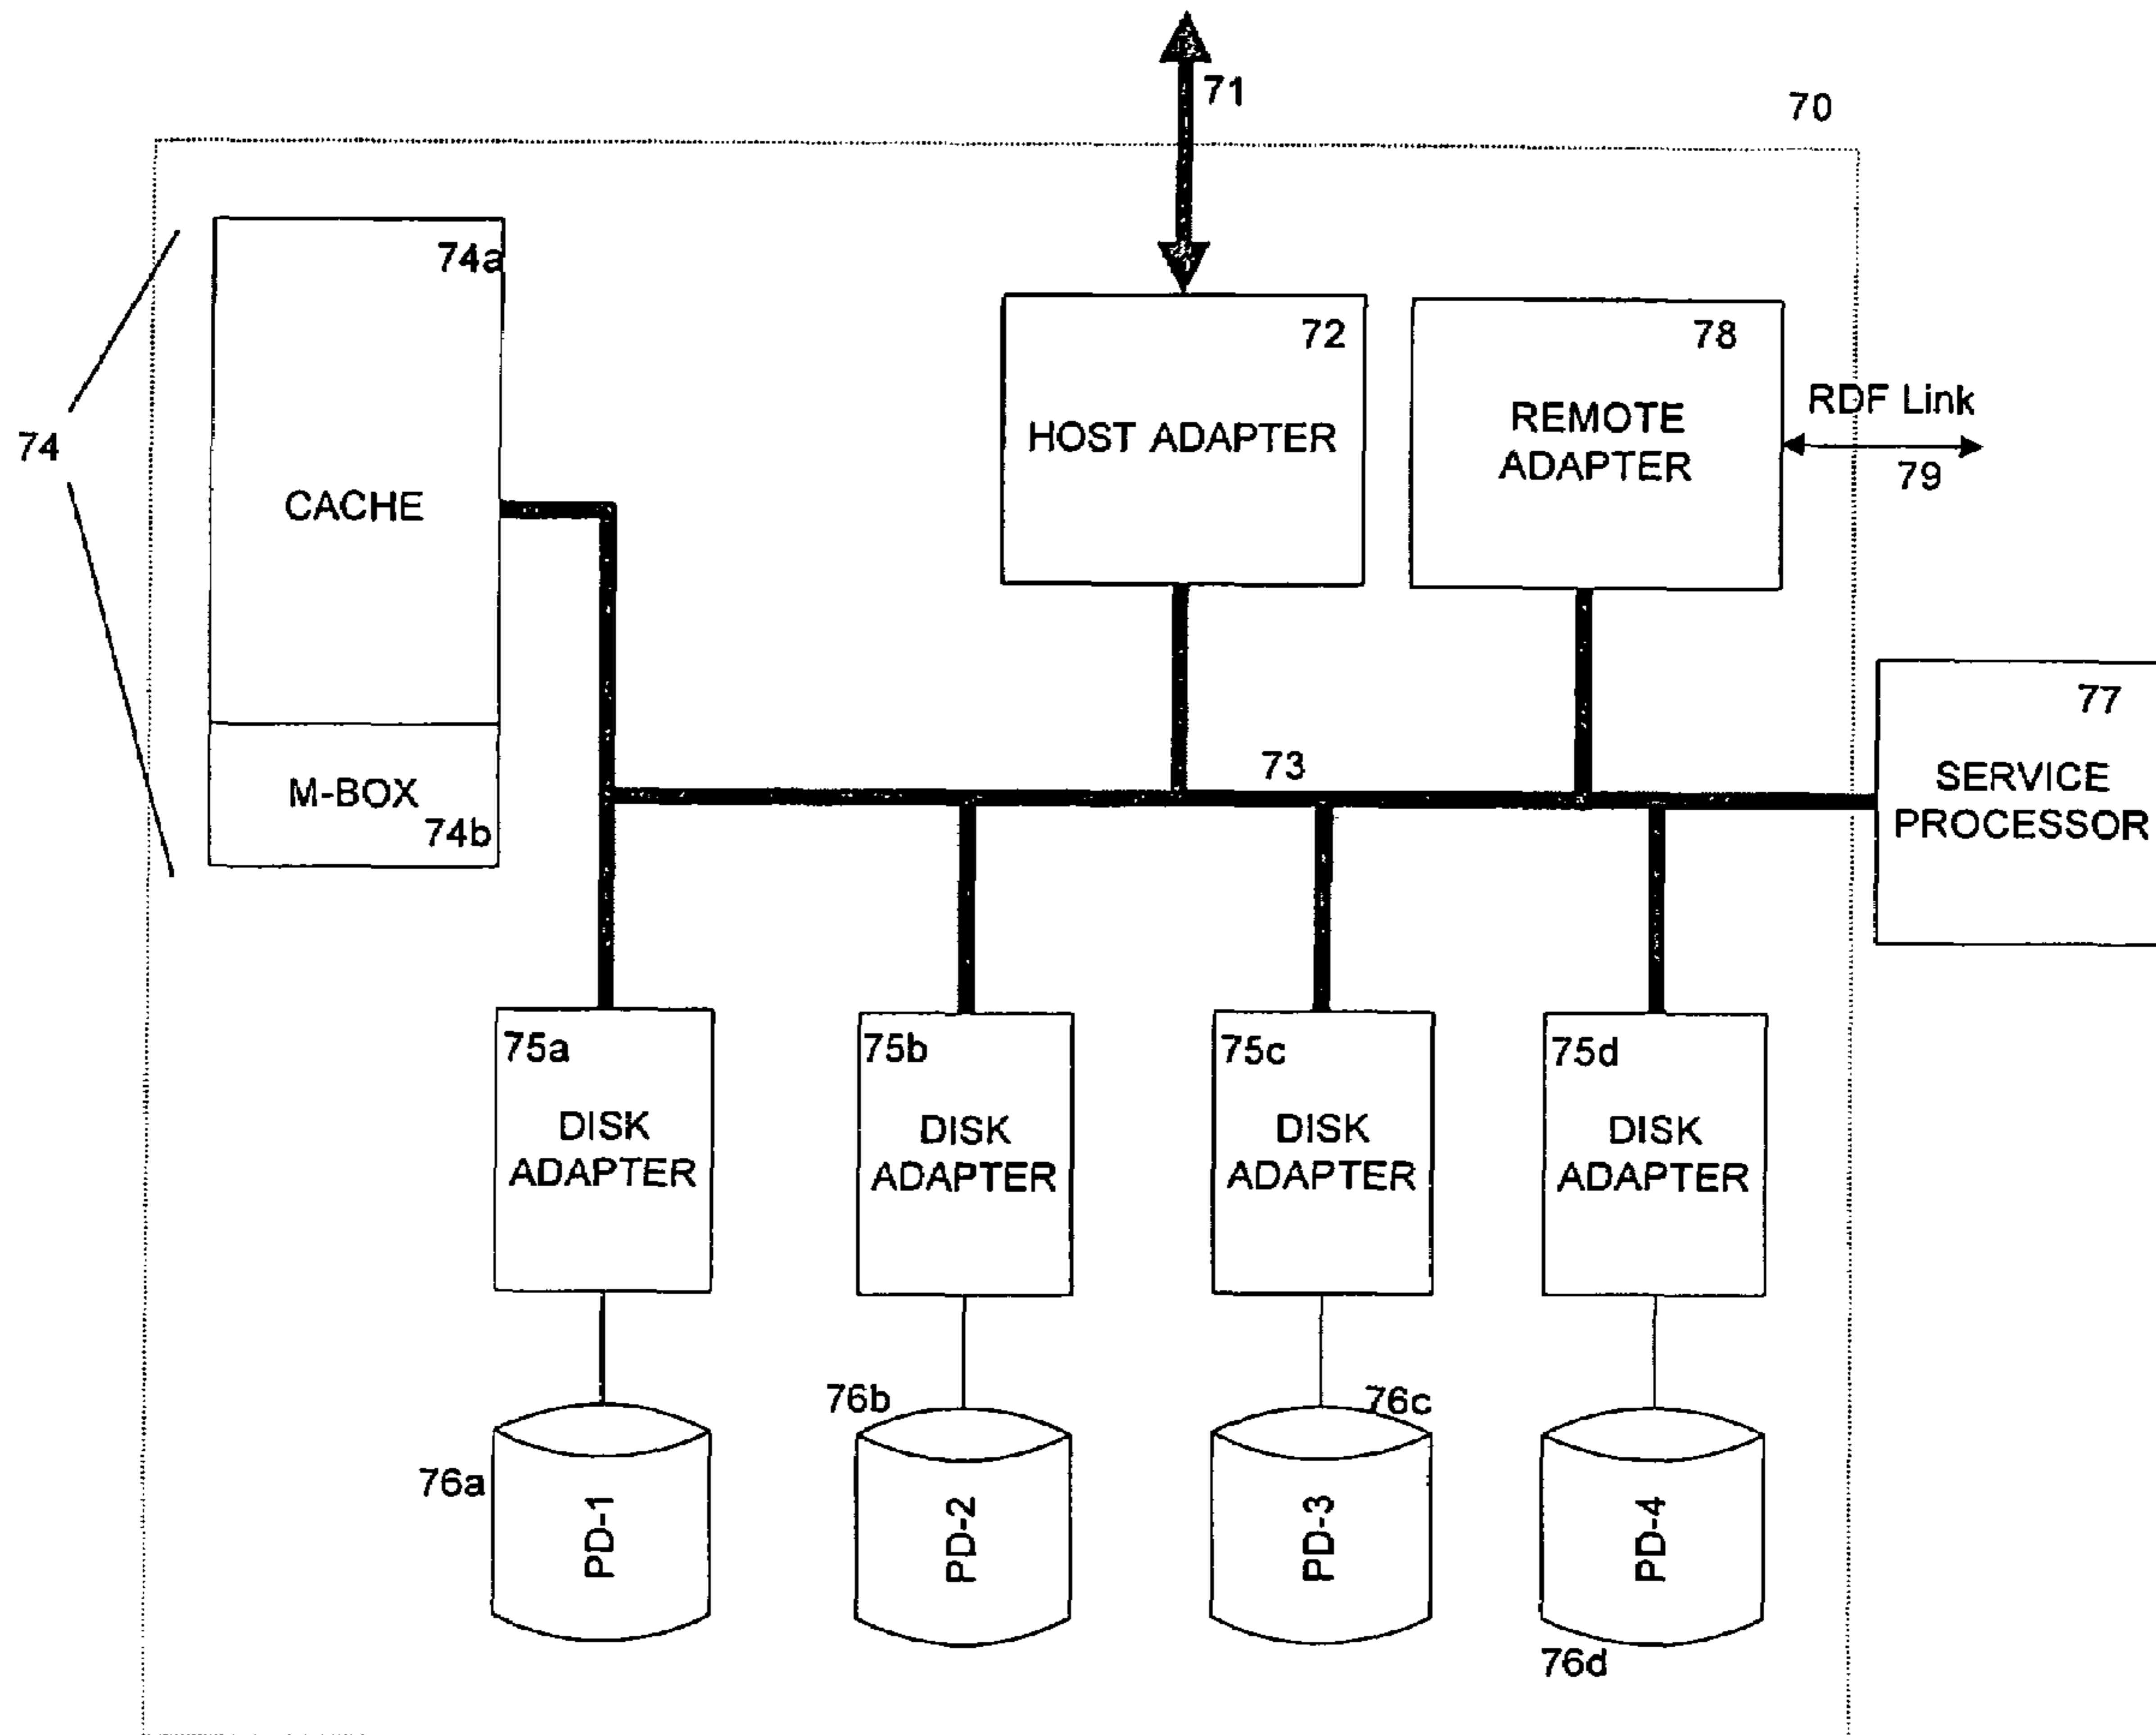 71
70
74a
72
78
HOST ADAPTER
REMOTE
ADAPTER
RDF Link
79
74
CACHE
77
SERVICE
PROCESSOR
73
M-BOX
74b
75a
DISK
ADAPTER
75b
DISK
ADAPTER
75c
DISK
ADAPTER
75d
DISK
ADAPTER
76a
PD-1
76b
PD-2
76c
PD-3
PD-4
76d